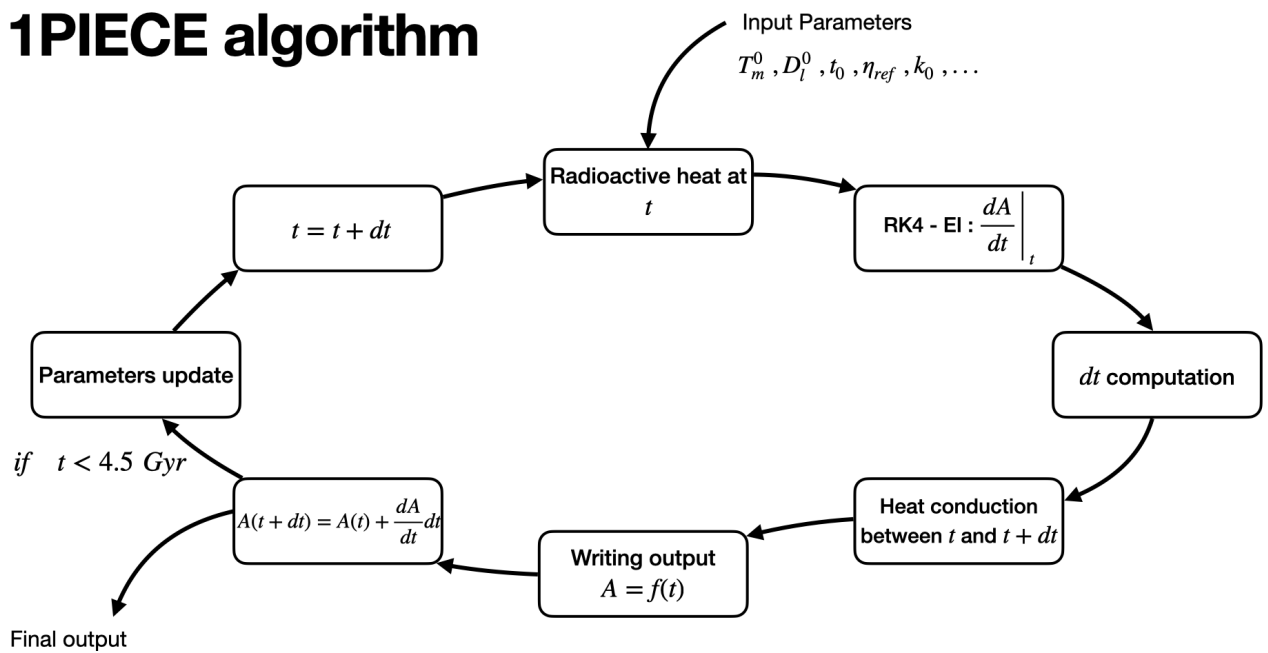 1PIECE algorithm
Input Parameters
T_m^0 , D_l^0 , t_0 , η_ref , k_0 , . . .
Radioactive heat at
t
RK4 - EI : dA/dt |_t
dt computation
Heat conduction
between t and t + dt
Writing output
A = f(t)
A(t + dt) = A(t) + dA/dt dt
if t < 4.5 Gyr
Parameters update
t = t + dt
Final output